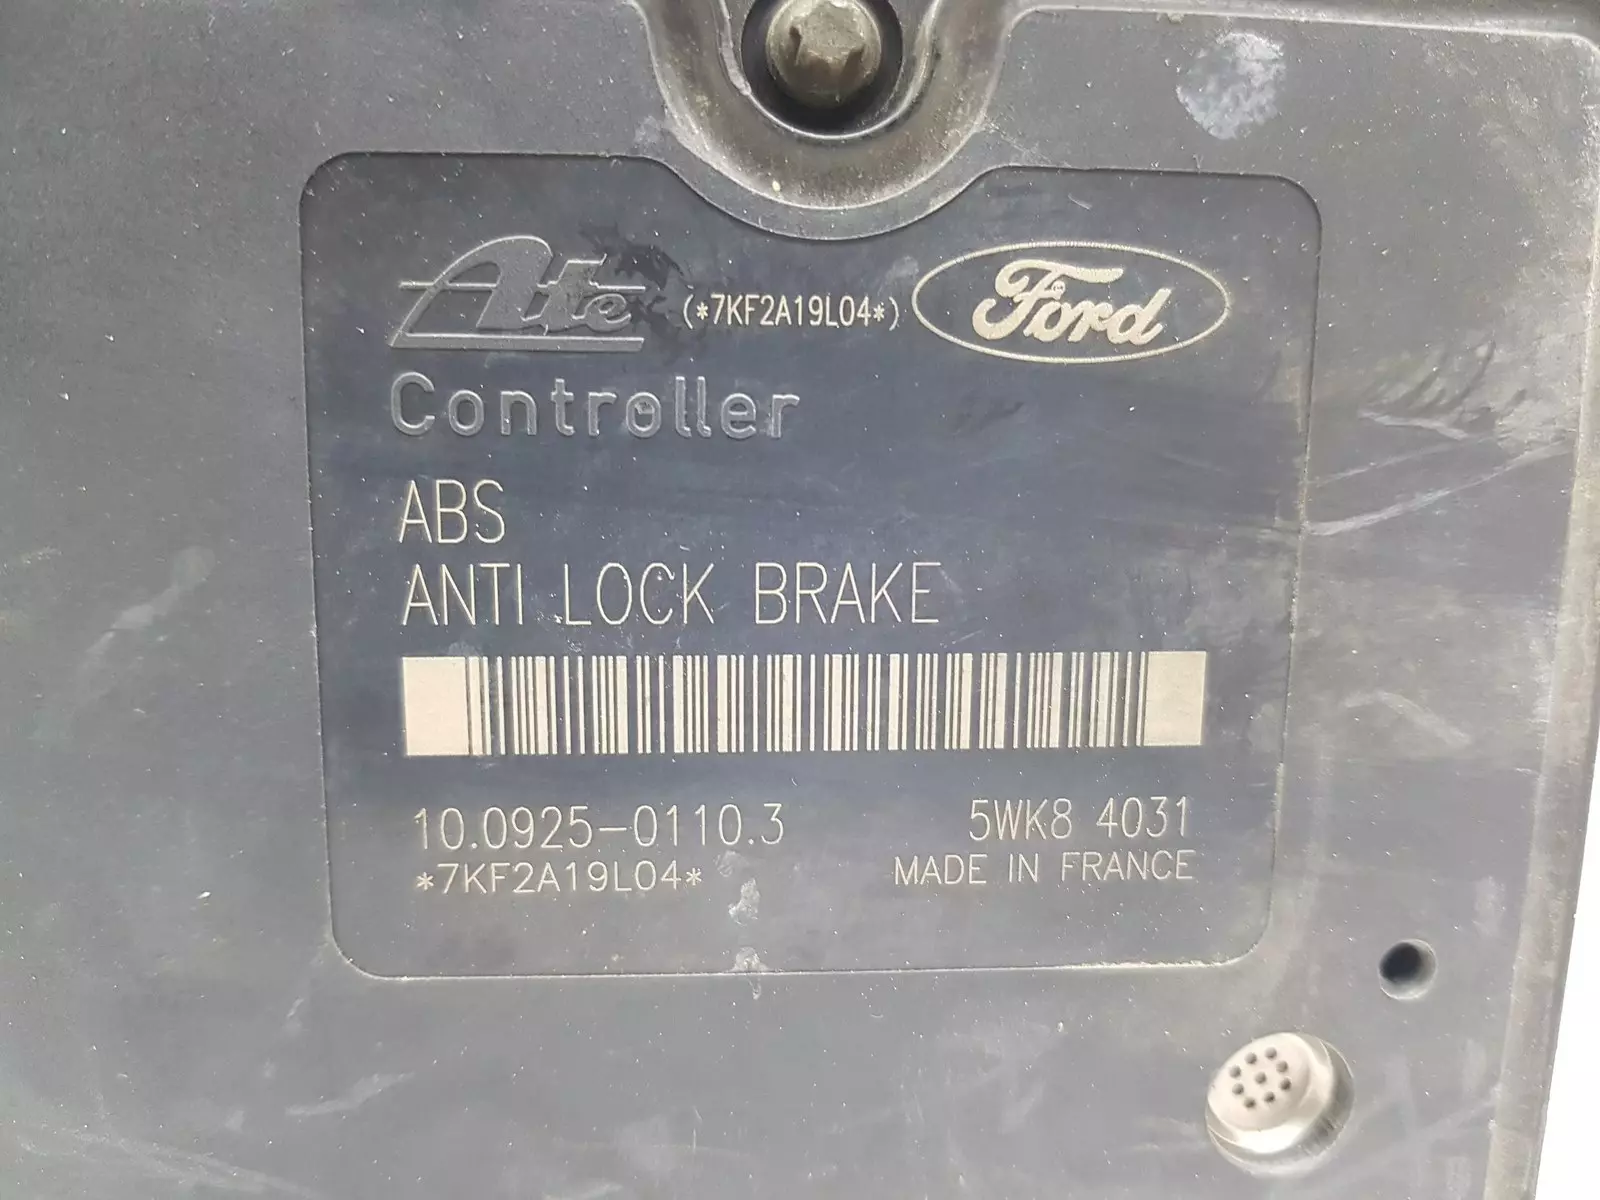 Ate (*7KF2A19L04*) Ford
Controller
ABS
ANTI LOCK BRAKE
10.0925-0110.3 5WK8 4031
*7KF2A19L04* MADE IN FRANCE